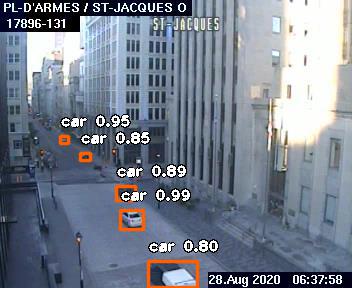 PL-D'ARMES / ST-JACQUES O
17896-131
ST-JACQUES
car 0.95
car 0.85
car 0.89
car 0.99
car 0.80
28.Aug 2020 06:37:58